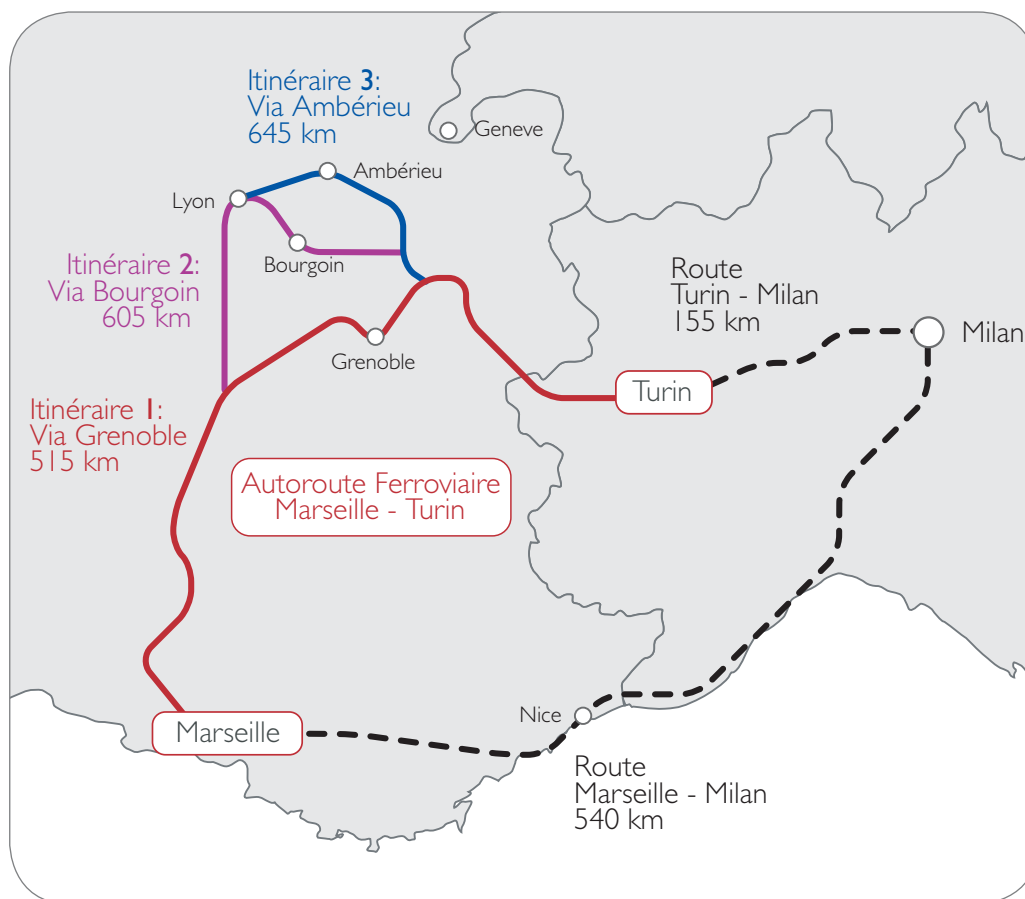 Itinéraire 3:
Via Ambérieu
645 km
Geneve
Ambérieu
Lyon
Bourgoin
Itinéraire 2:
Via Bourgoin
605 km
Route
Turin - Milan
155 km
Milan
Grenoble
Turin
Itinéraire 1:
Via Grenoble
515 km
Autoroute Ferroviaire
Marseille - Turin
Nice
Marseille
Route
Marseille - Milan
540 km